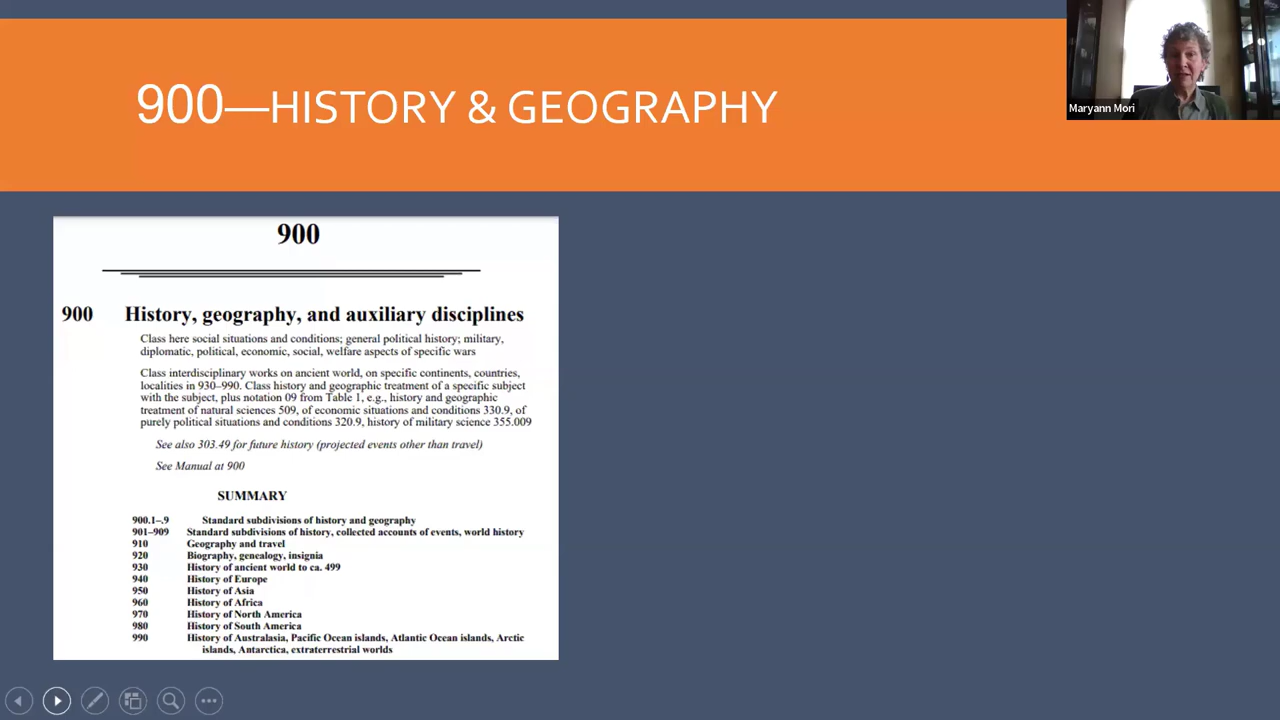 900—HISTORY & GEOGRAPHY
Maryann Mori
900
900 History, geography, and auxiliary disciplines
Class here social situations and conditions; general political history; military,
diplomatic, political, economic, social, welfare aspects of specific wars
Class interdisciplinary works on ancient world, on specific continents, countries,
localities in 930–990. Class history and geographic treatment of a specific subject
with the subject, plus notation 09 from Table 1, e.g., history and geographic
treatment of natural sciences 509, of economic situations and conditions 330.9, of
purely political situations and conditions 320.9, history of military science 355.009
See also 303.49 for future history (projected events other than travel)
See Manual at 900
SUMMARY
900.1–.9 Standard subdivisions of history and geography
901–909 Standard subdivisions of history, collected accounts of events, world history
910 Geography and travel
920 Biography, genealogy, insignia
930 History of ancient world to ca. 499
940 History of Europe
950 History of Asia
960 History of Africa
970 History of North America
980 History of South America
990 History of Australasia, Pacific Ocean islands, Atlantic Ocean islands, Arctic
islands, Antarctica, extraterrestrial worlds